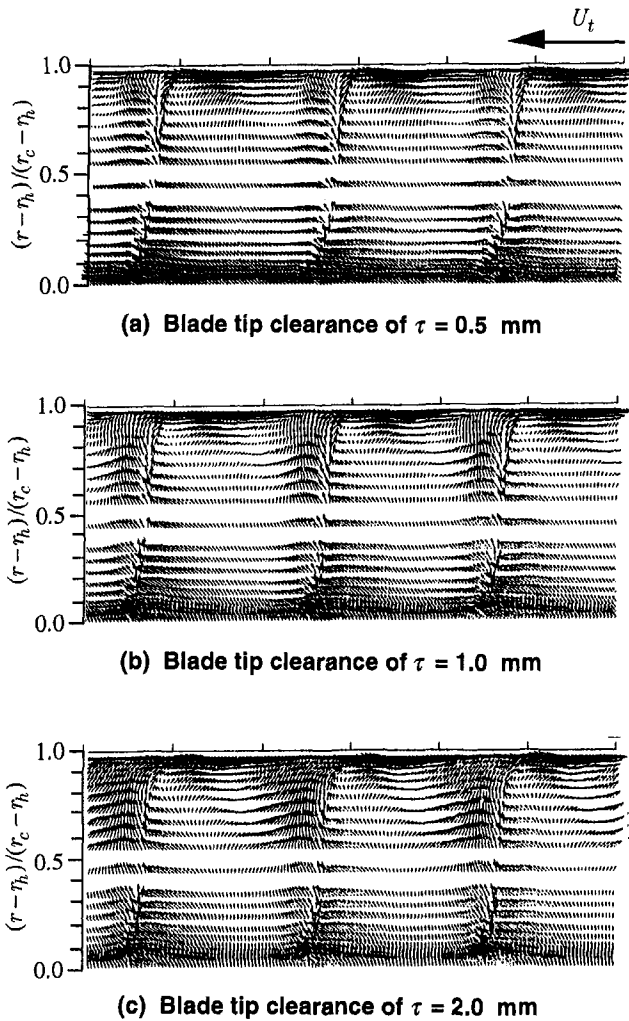 U_t
1.0
0.5
0.0
(r−r_h)/(r_c−r_h)
(a) Blade tip clearance of τ = 0.5 mm
1.0
0.5
0.0
(r−r_h)/(r_c−r_h)
(b) Blade tip clearance of τ = 1.0 mm
1.0
0.5
0.0
(r−r_h)/(r_c−r_h)
(c) Blade tip clearance of τ = 2.0 mm